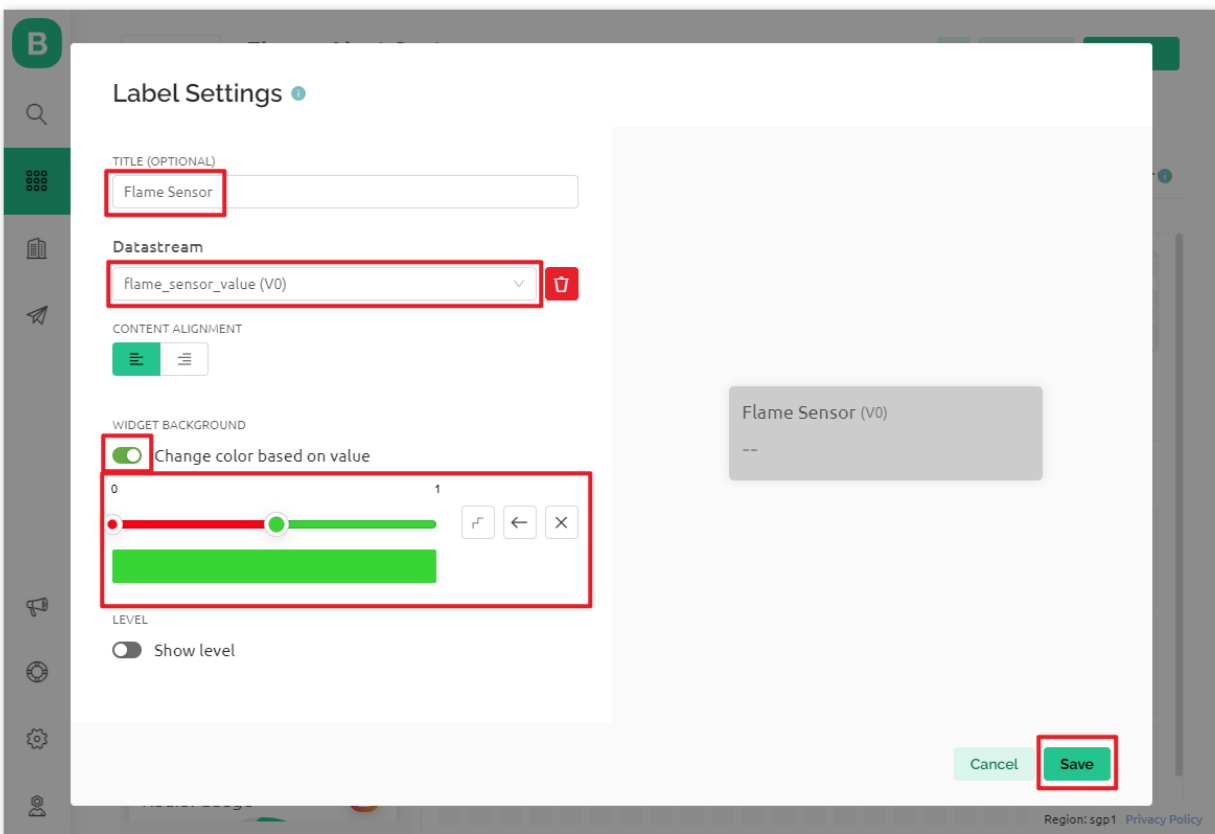 B
Label Settings
TITLE (OPTIONAL)
Flame Sensor
Datastream
flame_sensor_value (V0)
CONTENT ALIGNMENT
WIDGET BACKGROUND
Change color based on value
0 1
LEVEL
Show level
Flame Sensor (V0)
--
Cancel Save
Region: sgp1 Privacy Policy